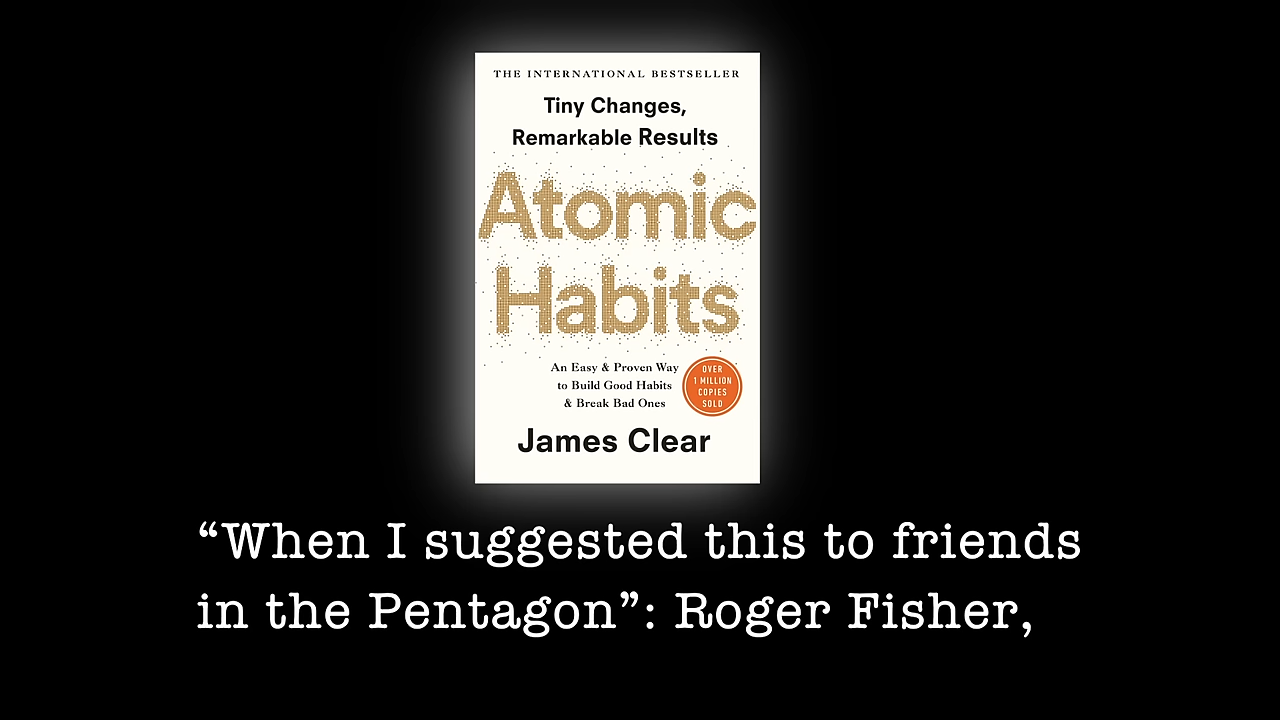 THE INTERNATIONAL BESTSELLER
Tiny Changes,
Remarkable Results
Atomic
Habits
An Easy & Proven Way
to Build Good Habits
& Break Bad Ones
OVER
1 MILLION
COPIES
SOLD
James Clear
“When I suggested this to friends
in the Pentagon”: Roger Fisher,